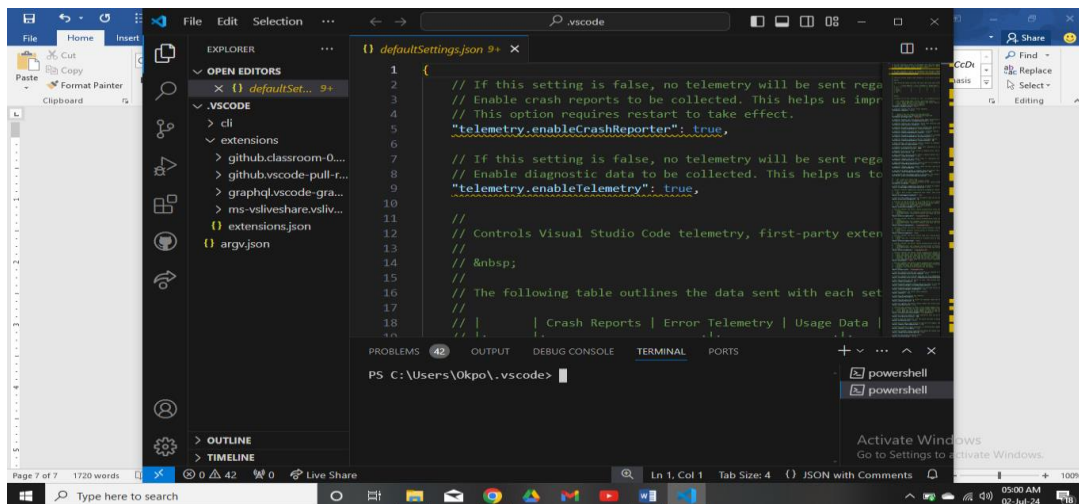 File Edit Selection ··· .vscode
File Home Insert
Share
Cut
Copy
Paste
Format Painter
Clipboard
Find
Replace
Select
Editing
EXPLORER ···
OPEN EDITORS
{} defaultSet... 9+
.VSCODE
cli
extensions
github.classroom-0....
github.vscode-pull-r...
graphql.vscode-gra...
ms-vsliveshare.vsliv...
{} extensions.json
{} argv.json
OUTLINE
TIMELINE
{} defaultSettings.json 9+
1 {
2 // If this setting is false, no telemetry will be sent rega
3 // Enable crash reports to be collected. This helps us impr
4 // This option requires restart to take effect.
5 "telemetry.enableCrashReporter": true,
6
7 // If this setting is false, no telemetry will be sent rega
8 // Enable diagnostic data to be collected. This helps us to
9 "telemetry.enableTelemetry": true,
10
11 //
12 // Controls Visual Studio Code telemetry, first-party exten
13 //
14 // &nbsp;
15 //
16 // The following table outlines the data sent with each set
17 //
18 // | | Crash Reports | Error Telemetry | Usage Data |
PROBLEMS 42 OUTPUT DEBUG CONSOLE TERMINAL PORTS
PS C:\Users\Okpo\.vscode>
powershell
powershell
Activate Windows
Go to Settings to activate Windows.
0 42 0 Live Share Ln 1, Col 1 Tab Size: 4 {} JSON with Comments
Page 7 of 7 1720 words 100%
Type here to search
05:00 AM
02-Jul-24